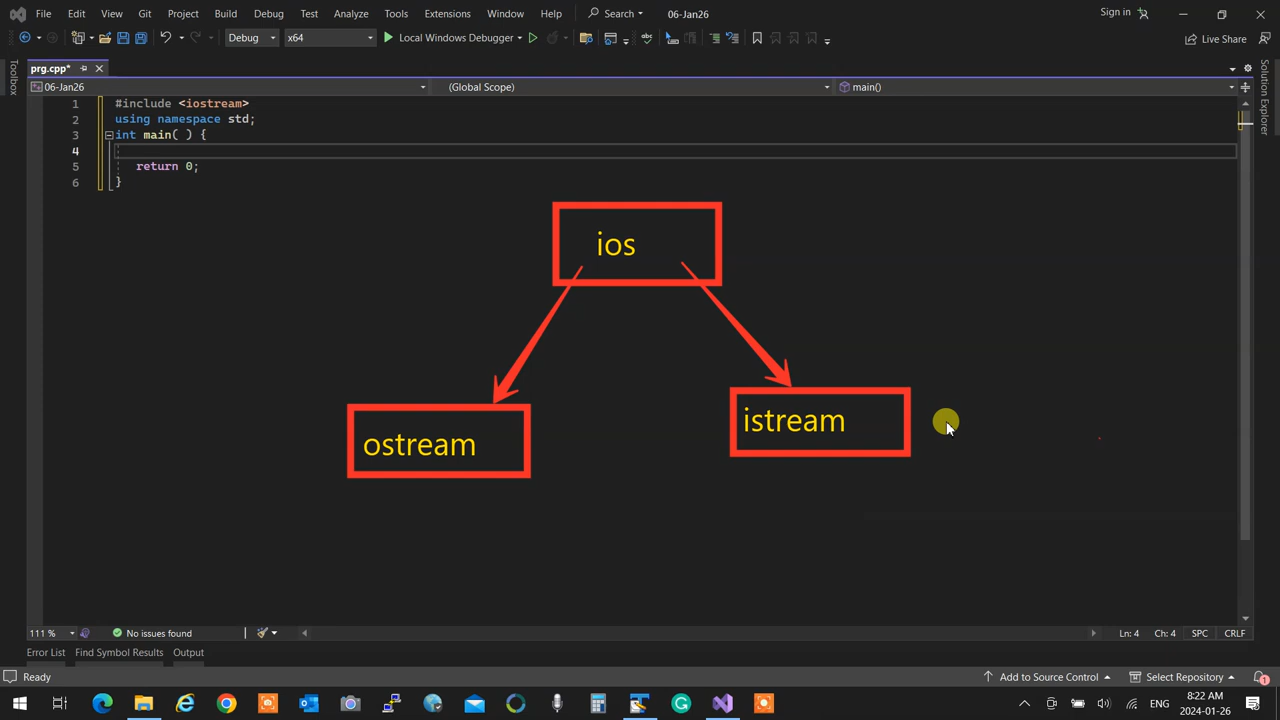 File Edit View Git Project Build Debug Test Analyze Tools Extensions Window Help Search 06-Jan26 Sign in
Debug x64 Local Windows Debugger Live Share
prg.cpp*
06-Jan26 (Global Scope) main()
1 #include <iostream>
2 using namespace std;
3 int main( ) {
4
5 return 0;
6 }
Toolbox
Solution Explorer
ios
ostream
istream
111 % No issues found Ln: 4 Ch: 4 SPC CRLF
Error List Find Symbol Results Output
Ready Add to Source Control Select Repository 1
ENG 8:22 AM
2024-01-26